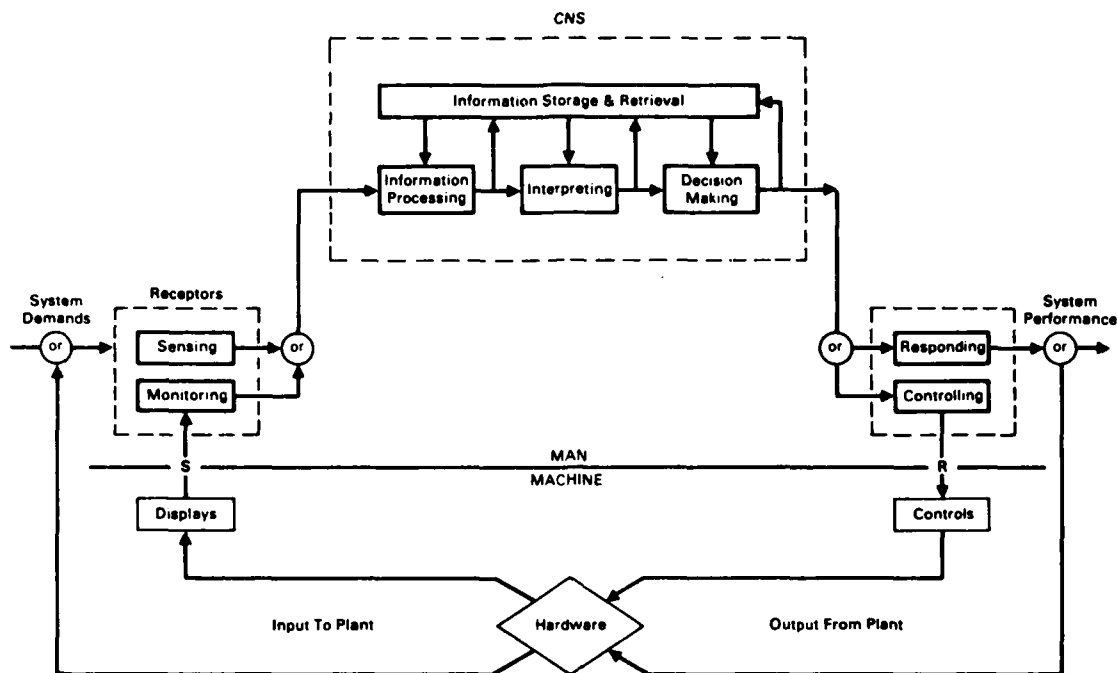 CNS
Information Storage & Retrieval
Information
Processing
Interpreting
Decision
Making
System
Demands
Receptors
System
Performance
or
Sensing
or
or
Responding
or
Monitoring
Controlling
S
MAN
R
MACHINE
Displays
Controls
Input To Plant
Hardware
Output From Plant